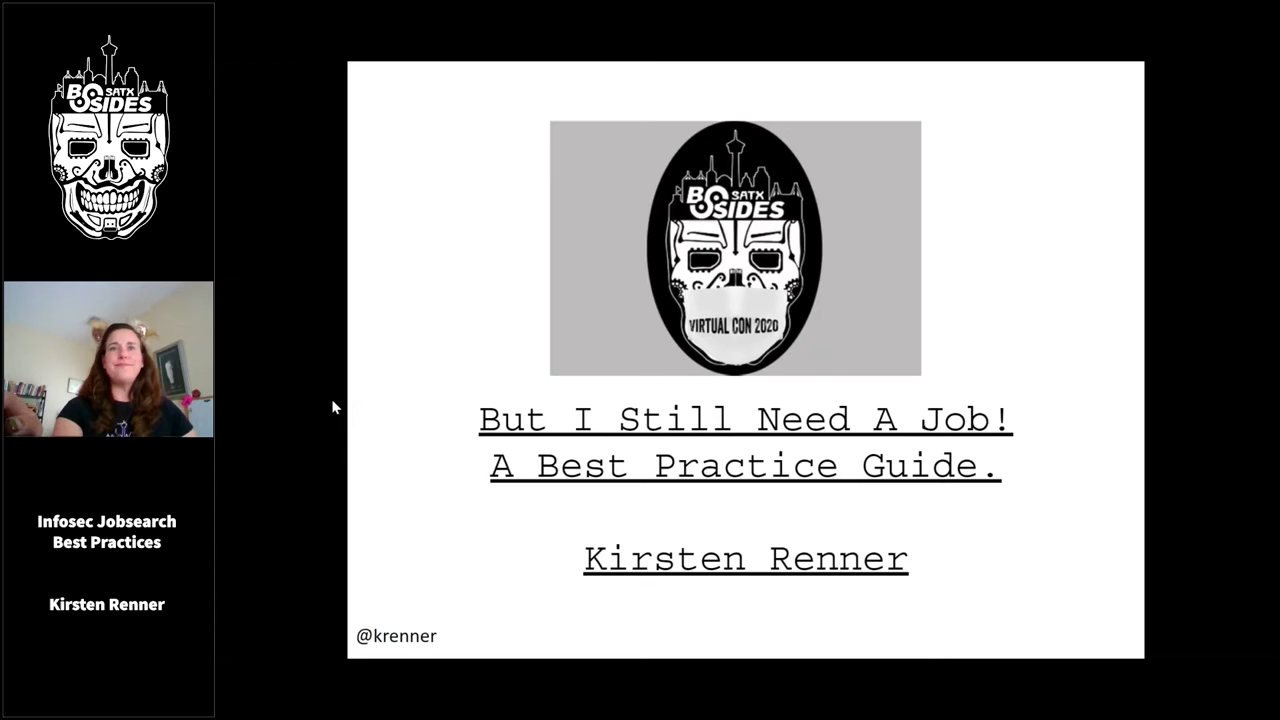 BSIDES
SATX
Infosec Jobsearch
Best Practices
Kirsten Renner
BSIDES
SATX
VIRTUAL CON 2020
But I Still Need A Job!
A Best Practice Guide.
Kirsten Renner
@krenner